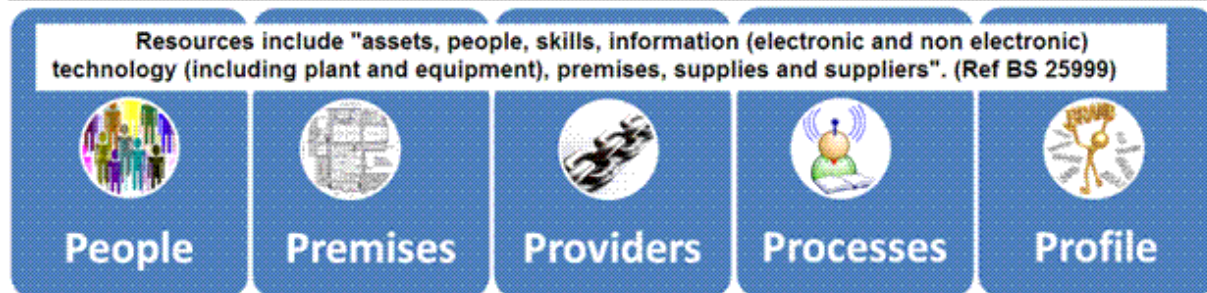 Resources include "assets, people, skills, information (electronic and non electronic)
technology (including plant and equipment), premises, supplies and suppliers". (Ref BS 25999)
People Premises Providers Processes Profile